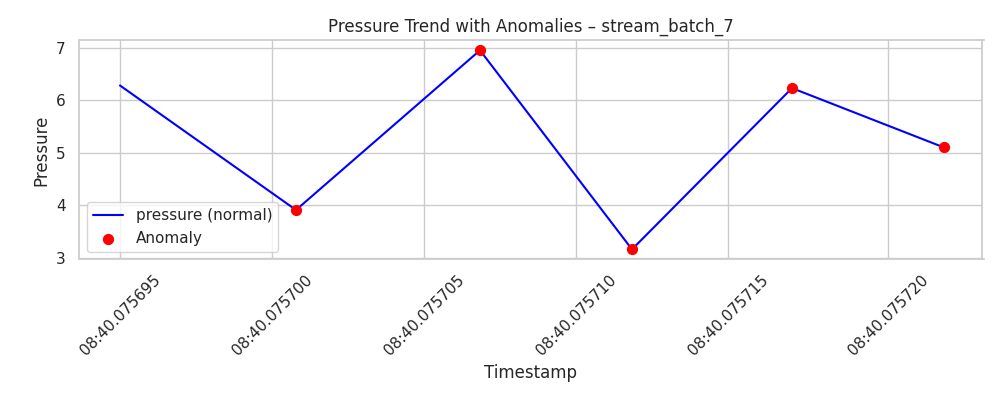 Pressure Trend with Anomalies – stream_batch_7
Pressure
7
6
5
4
3
pressure (normal)
Anomaly
08:40.075695
08:40.075700
08:40.075705
08:40.075710
08:40.075715
08:40.075720
Timestamp